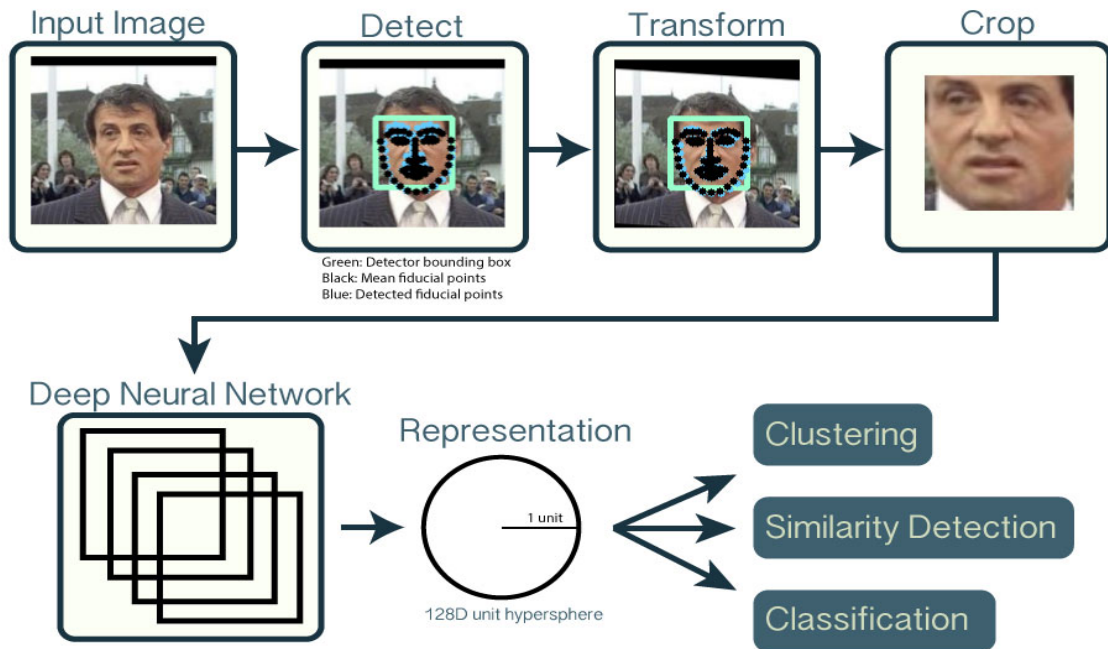 Input Image
Detect
Transform
Crop
Green: Detector bounding box
Black: Mean fiducial points
Blue: Detected fiducial points
Deep Neural Network
Representation
1 unit
128D unit hypersphere
Clustering
Similarity Detection
Classification